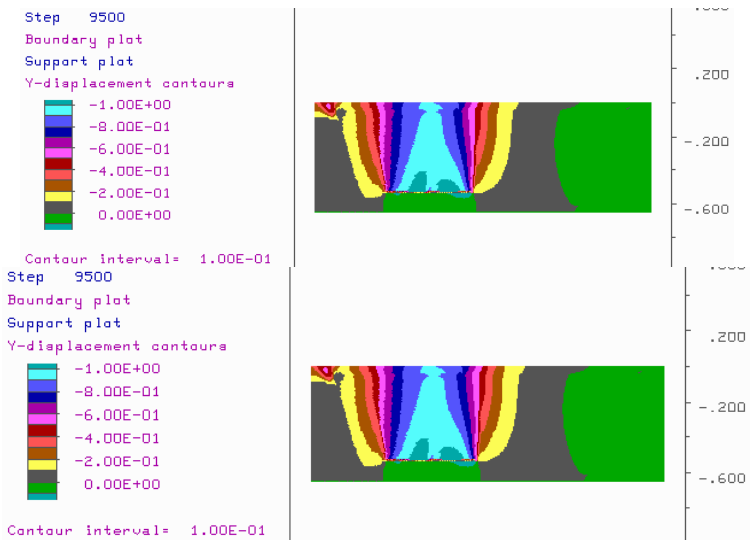 Step 9500
Boundary plot
Support plot
Y-displacement contours
-1.00E+00
-8.00E-01
-6.00E-01
-4.00E-01
-2.00E-01
0.00E+00
Contour interval= 1.00E-01
.200
-.200
-.600
Step 9500
Boundary plot
Support plot
Y-displacement contours
-1.00E+00
-8.00E-01
-6.00E-01
-4.00E-01
-2.00E-01
0.00E+00
Contour interval= 1.00E-01
.200
-.200
-.600